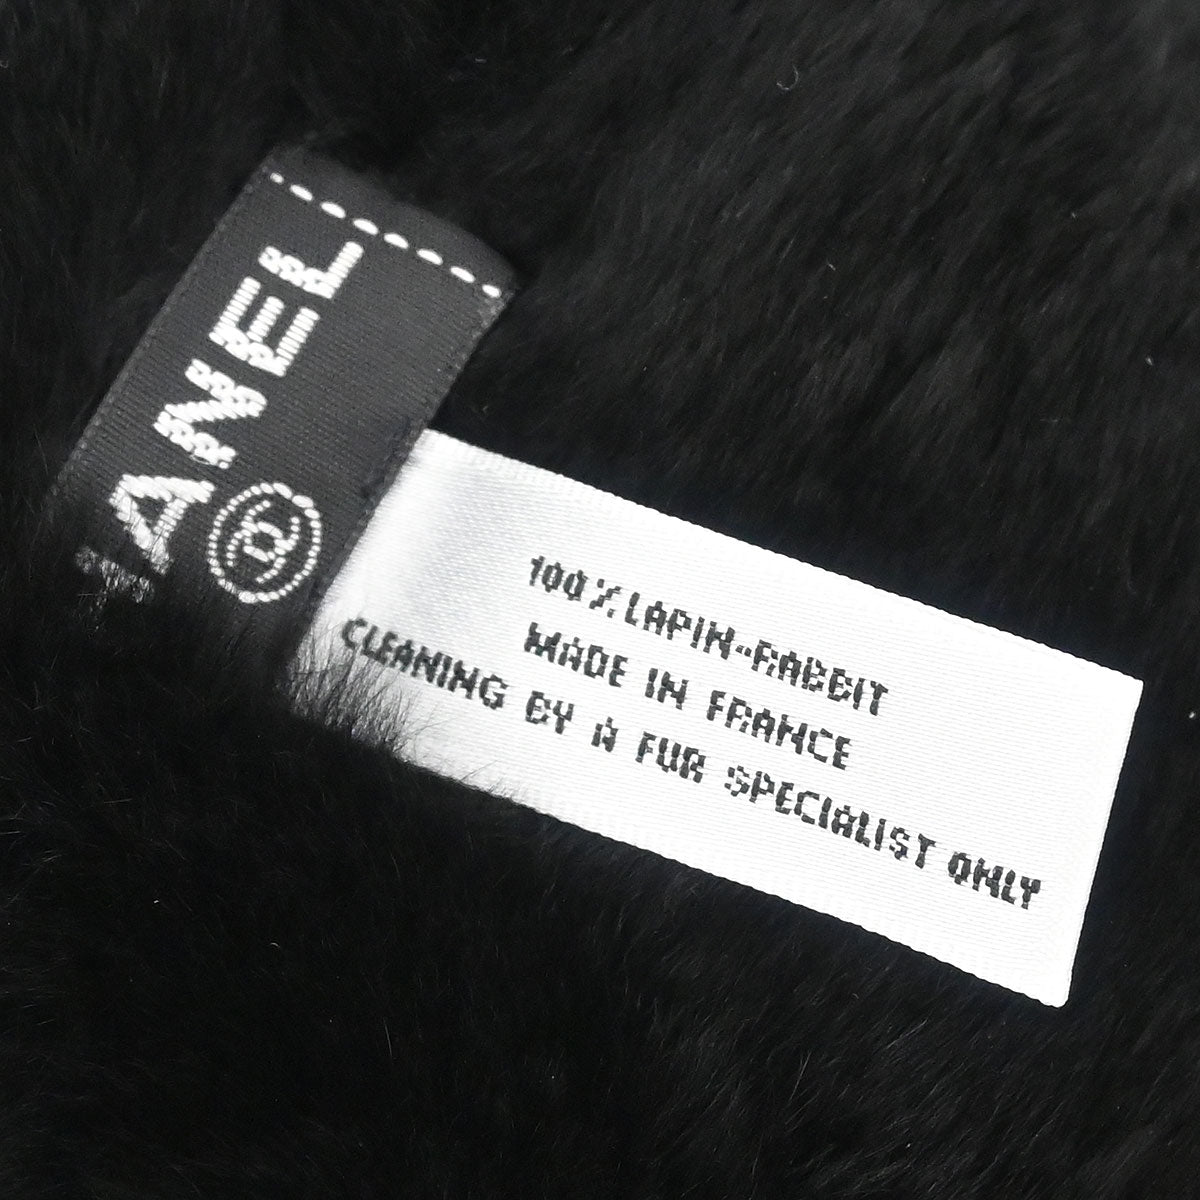 ANEL
100% LAPIN-RABBIT
MADE IN FRANCE
CLEANING BY A FUR SPECIALIST ONLY